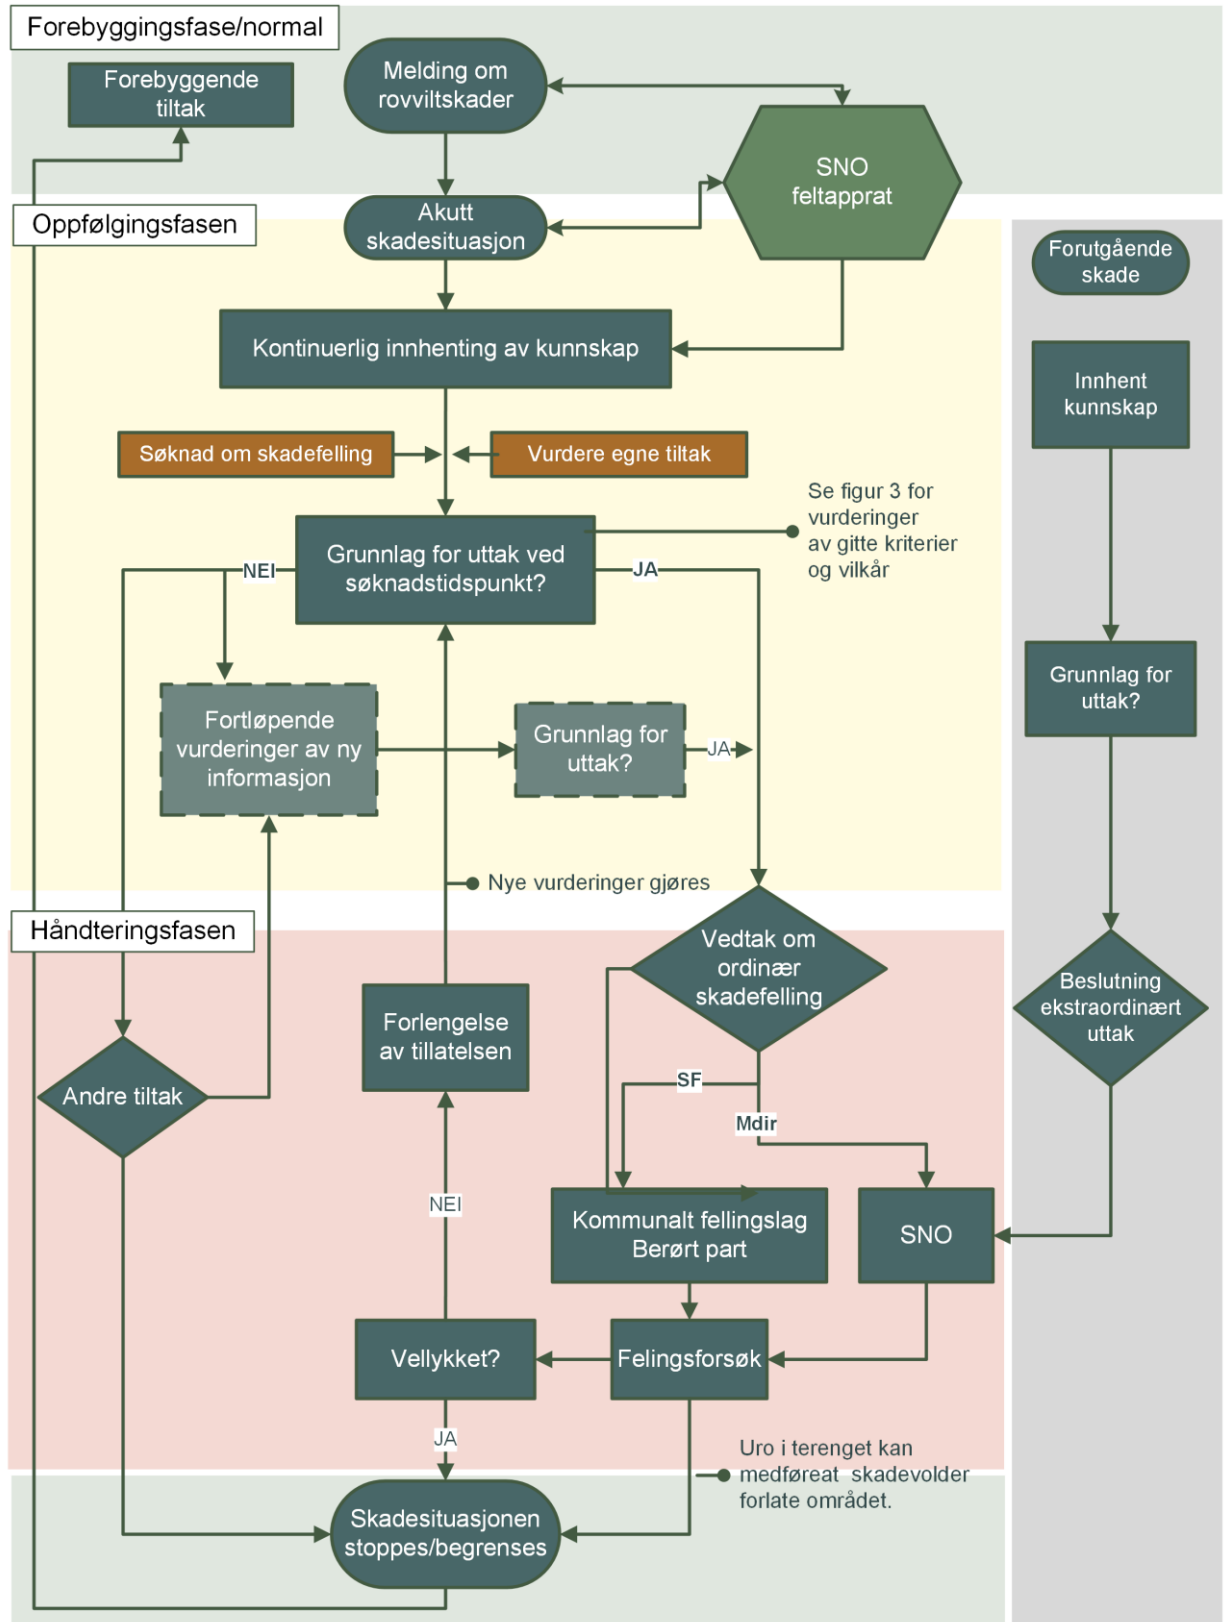 Forebyggingsfase/normal
Forebyggende
tiltak
Melding om
rovviltskader
SNO
feltapprat
Oppfølgingsfasen
Akutt
skadesituasjon
Forutgående
skade
Kontinuerlig innhenting av kunnskap
Innhent
kunnskap
Søknad om skadefelling
Vurdere egne tiltak
Se figur 3 for
vurderinger
av gitte kriterier
og vilkår
Grunnlag for uttak ved
søknadstidspunkt?
NEI
JA
Grunnlag for
uttak?
Fortløpende
vurderinger av ny
informasjon
Grunnlag for
uttak?
JA
Nye vurderinger gjøres
Håndteringsfasen
Vedtak om
ordinær
skadefelling
Beslutning
ekstraordinært
uttak
Forlengelse
av tillatelsen
Andre tiltak
SF
Mdir
NEI
Kommunalt fellingslag
Berørt part
SNO
Vellykket?
Felingsforsøk
JA
Uro i terenget kan
medføreat skadevolder
forlate området.
Skadesituasjonen
stoppes/begrenses